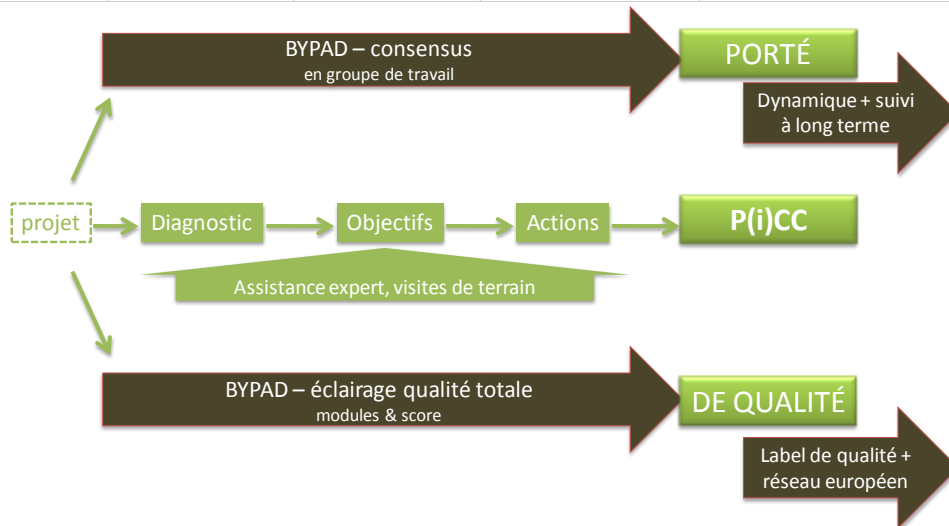 BYPAD – consensus
en groupe de travail
PORTÉ
Dynamique + suivi
à long terme
projet
Diagnostic
Objectifs
Actions
P(i)CC
Assistance expert, visites de terrain
BYPAD – éclairage qualité totale
modules & score
DE QUALITÉ
Label de qualité +
réseau européen